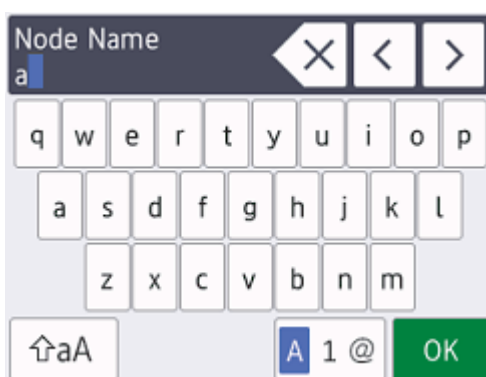 Node Name
a
q w e r t y u i o p
a s d f g h j k l
z x c v b n m
⇧aA A 1 @ OK